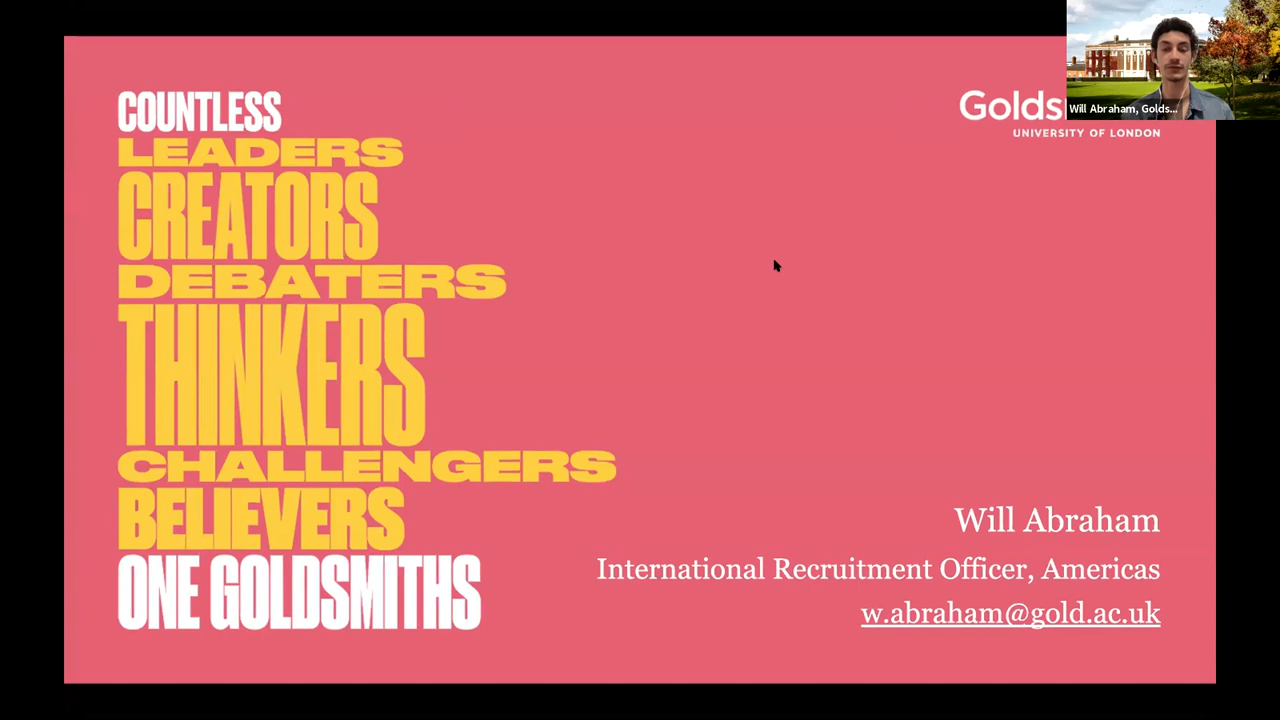 COUNTLESS
LEADERS
CREATORS
DEBATERS
THINKERS
CHALLENGERS
BELIEVERS
ONE GOLDSMITHS
Golds
UNIVERSITY OF LONDON
Will Abraham, Golds...
Will Abraham
International Recruitment Officer, Americas
w.abraham@gold.ac.uk